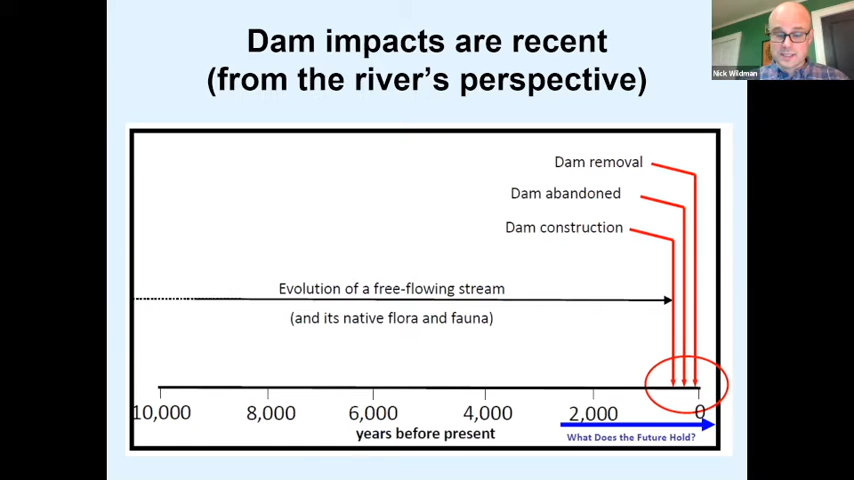 Dam impacts are recent
(from the river's perspective)
Nick Wildman
Dam removal
Dam abandoned
Dam construction
Evolution of a free-flowing stream
(and its native flora and fauna)
10,000 8,000 6,000 4,000 2,000 0
years before present
What Does the Future Hold?